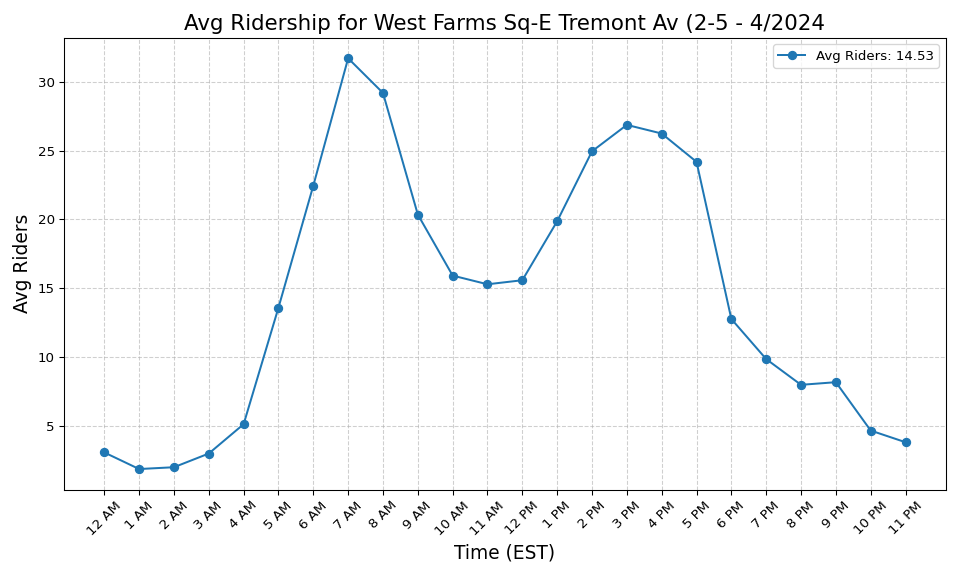 Avg Ridership for West Farms Sq-E Tremont Av (2-5 - 4/2024
Avg Riders: 14.53
Avg Riders
30
25
20
15
10
5
12 AM 1 AM 2 AM 3 AM 4 AM 5 AM 6 AM 7 AM 8 AM 9 AM 10 AM 11 AM 12 PM 1 PM 2 PM 3 PM 4 PM 5 PM 6 PM 7 PM 8 PM 9 PM 10 PM 11 PM
Time (EST)